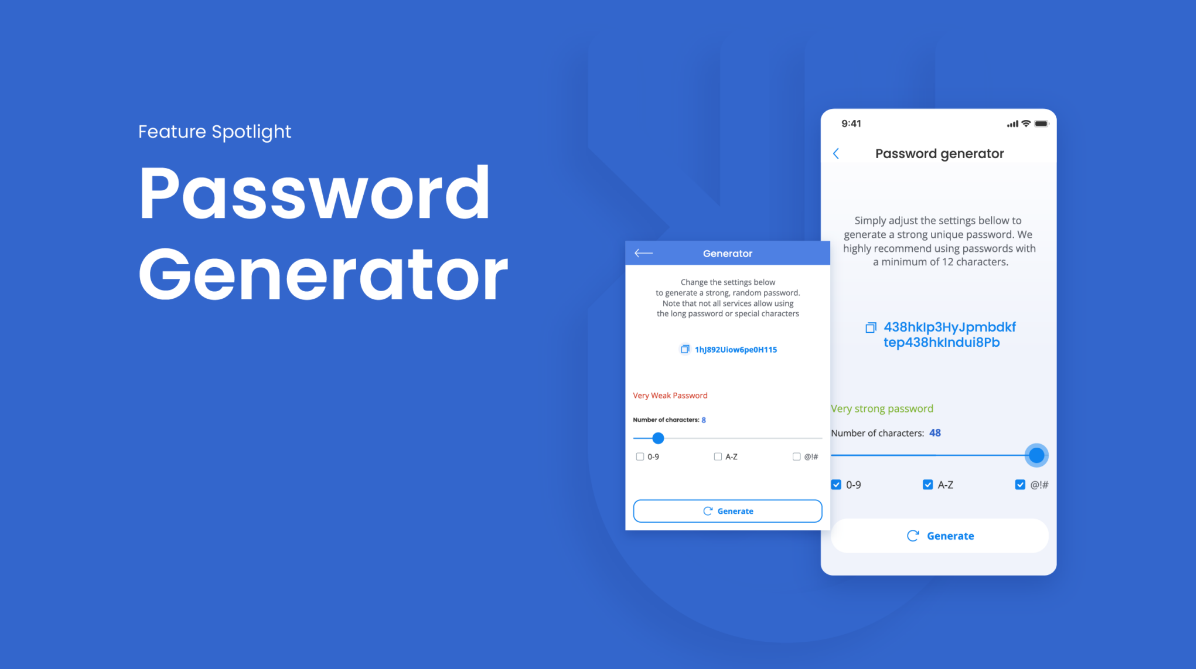 Feature Spotlight
Password
Generator
Generator
Change the settings below
to generate a strong, random password.
Note that not all services allow using
the long password or special characters
1hJ892Uiow6pe0H115
Very Weak Password
Number of characters: 8
0-9 A-Z @!#
Generate
9:41
Password generator
Simply adjust the settings bellow to
generate a strong unique password. We
highly recommend using passwords with
a minimum of 12 characters.
438hkIp3HyJpmbdkf
tep438hkIndui8Pb
Very strong password
Number of characters: 48
0-9 A-Z @!#
Generate